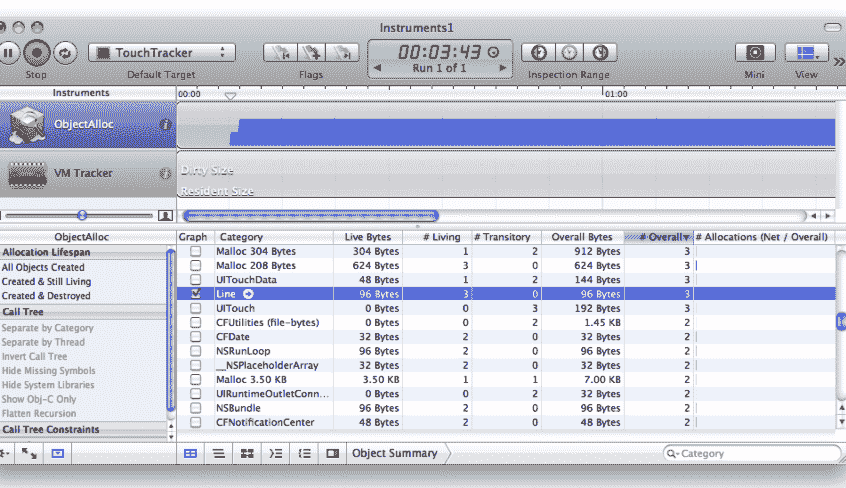 Instruments1
TouchTracker
00:03:43
Run 1 of 1
Stop
Default Target
Flags
Inspection Range
Mini
View
Instruments
00:00
01:00
ObjectAlloc
VM Tracker
Dirty Size
Resident Size
ObjectAlloc
Graph Category Live Bytes # Living # Transitory Overall Bytes # Overall # Allocations (Net / Overall)
Allocation Lifespan
All Objects Created
Created & Still Living
Created & Destroyed
Call Tree
Separate by Category
Separate by Thread
Invert Call Tree
Hide Missing Symbols
Hide System Libraries
Show Obj-C Only
Flatten Recursion
Call Tree Constraints
Malloc 304 Bytes 304 Bytes 1 2 912 Bytes 3
Malloc 208 Bytes 624 Bytes 3 0 624 Bytes 3
UITouchData 48 Bytes 1 2 144 Bytes 3
Line 96 Bytes 3 0 96 Bytes 3
UITouch 0 Bytes 0 3 192 Bytes 3
CFUtilities (file-bytes) 0 Bytes 0 2 1.45 KB 2
CFDate 32 Bytes 2 0 32 Bytes 2
NSRunLoop 96 Bytes 2 0 96 Bytes 2
__NSPlaceholderArray 32 Bytes 2 0 32 Bytes 2
Malloc 3.50 KB 3.50 KB 1 1 7.00 KB 2
UIRuntimeOutletConn... 0 Bytes 0 2 32 Bytes 2
NSBundle 96 Bytes 2 0 96 Bytes 2
CFNotificationCenter 48 Bytes 2 0 48 Bytes 2
Object Summary
Category